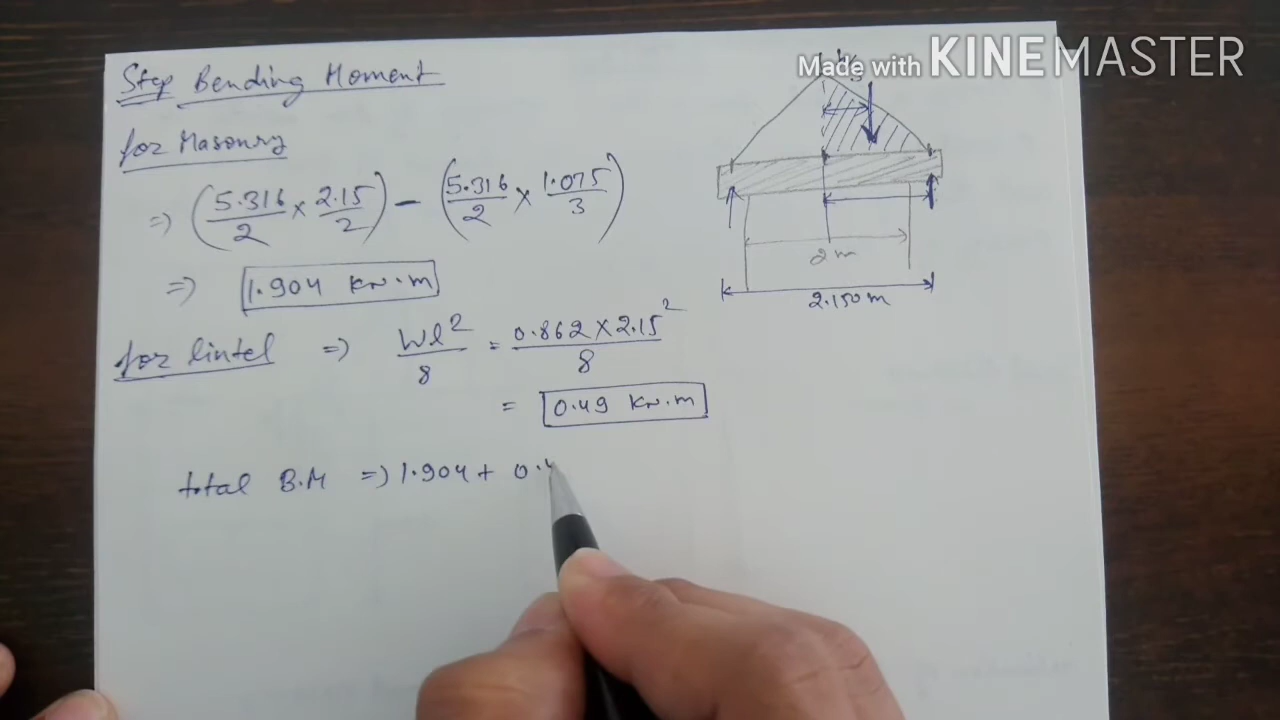 Made with KINEMASTER
Step Bending Moment
for Masonry
⇒ (5.316/2 × 2.15/2) - (5.316/2 × 1.075/3)
⇒ 1.904 KN.m
for lintel ⇒ Wl²/8 = 0.862 × 2.15²/8
= 0.49 KN.m
total B.M ⇒ 1.904 + 0.4
2 m
2.150 m